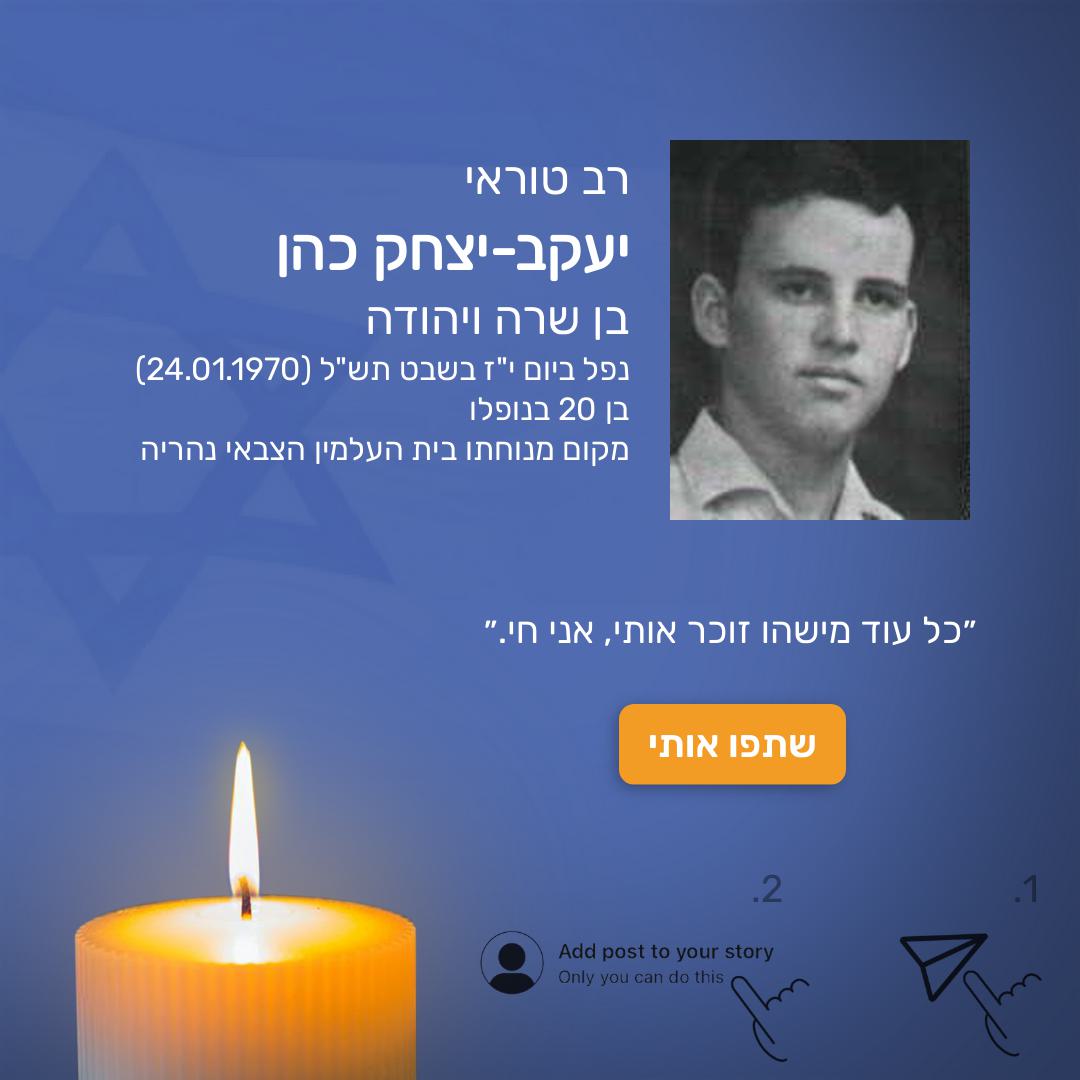 רב טוראי
יעקב-יצחק כהן
בן שרה ויהודה
נפל ביום י"ז בשבט תש"ל (24.01.1970)
בן 20 בנופלו
מקום מנוחתו בית העלמין הצבאי נהריה
״כל עוד מישהו זוכר אותי, אני חי.״
שתפו אותי
1.
2.
Add post to your story
Only you can do this